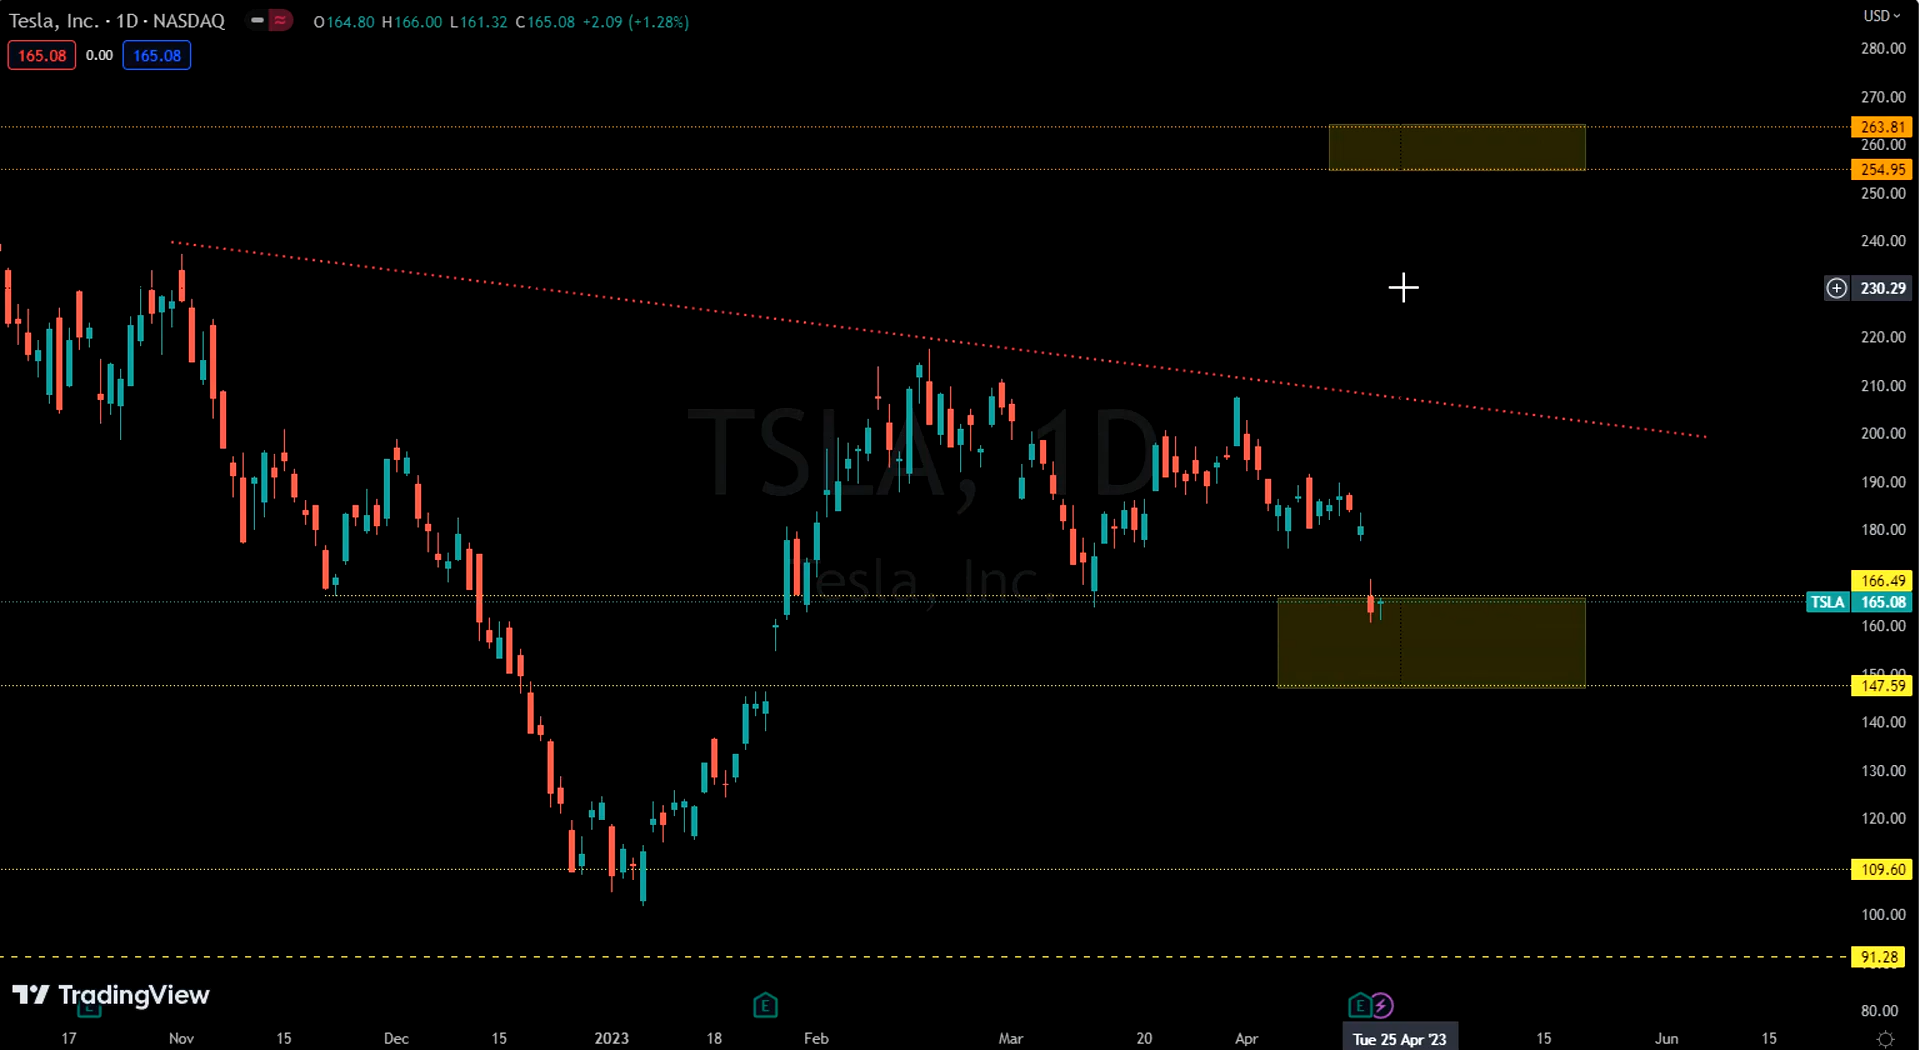 Tesla, Inc. · 1D · NASDAQ O164.80 H166.00 L161.32 C165.08 +2.09 (+1.28%)
USD
165.08 0.00 165.08
280.00
270.00
263.81
260.00
254.95
250.00
240.00
230.29
220.00
210.00
200.00
190.00
180.00
TSLA, 1D
Tesla, Inc.
166.49
TSLA 165.08
160.00
150.00
147.59
140.00
130.00
120.00
109.60
100.00
91.28
TradingView
E E E
80.00
17 Nov 15 Dec 15 2023 18 Feb Mar 20 Apr Tue 25 Apr '23 15 Jun 15